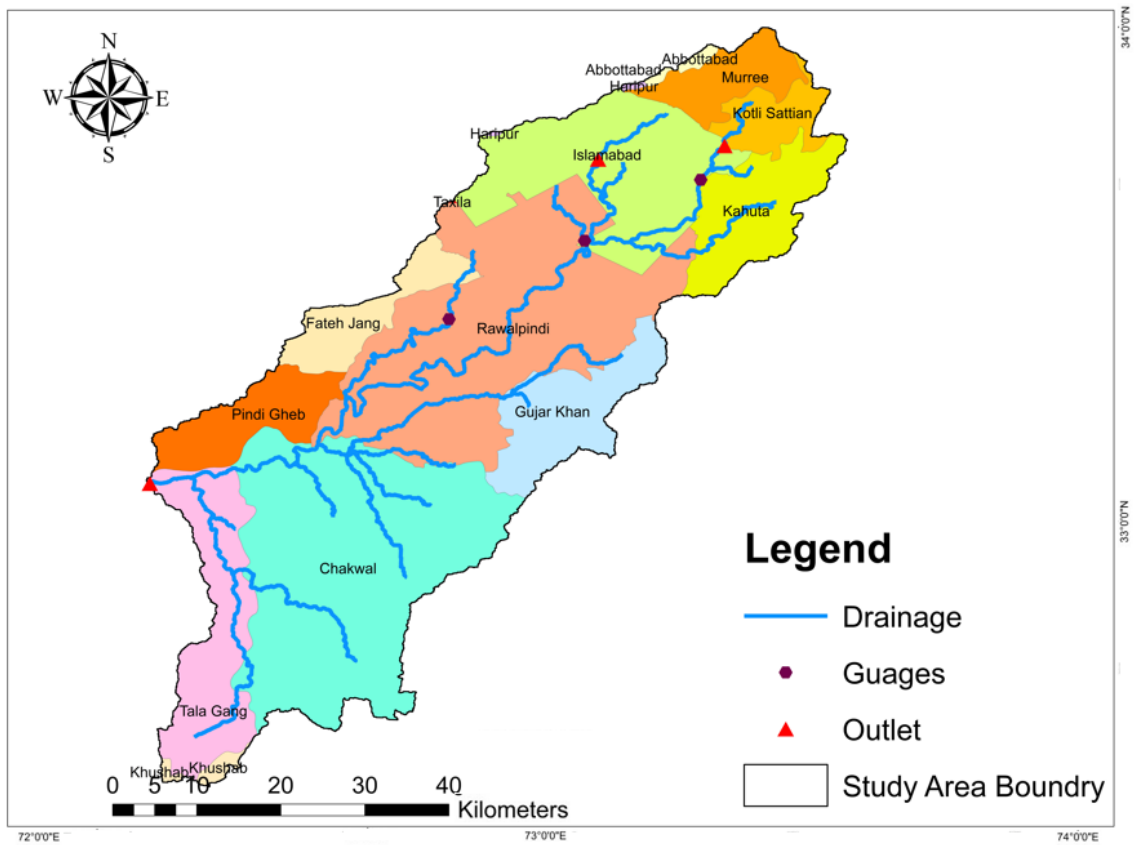 34°0'0"N
N
W
E
S
Abbottabad
Abbottabad
Murree
Haripur
Kotli Sattian
Haripur
Islamabad
Taxila
Kahuta
Fateh Jang
Rawalpindi
Pindi Gheb
Gujar Khan
33°0'0"N
Chakwal
Tala Gang
Khushab
Khushab
0 5 10 20 30 40
Kilometers
Legend
Drainage
Guages
Outlet
Study Area Boundry
72°0'0"E
73°0'0"E
74°0'0"E